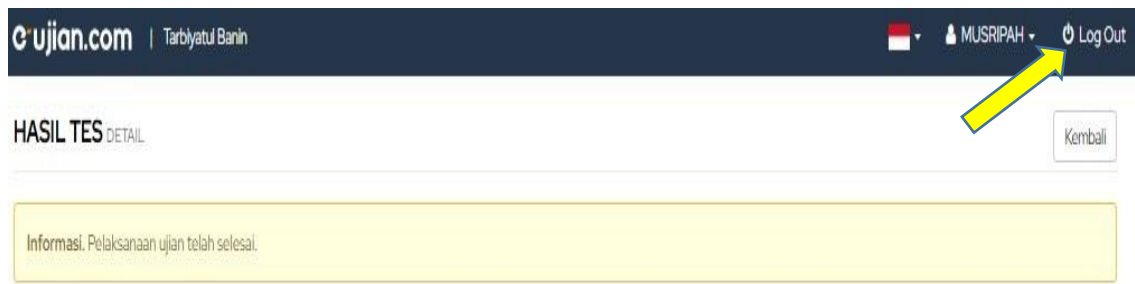 e-ujian.com | Tarbiyatul Banin MUSRIPAH Log Out
HASIL TES DETAIL Kembali
Informasi. Pelaksanaan ujian telah selesai.